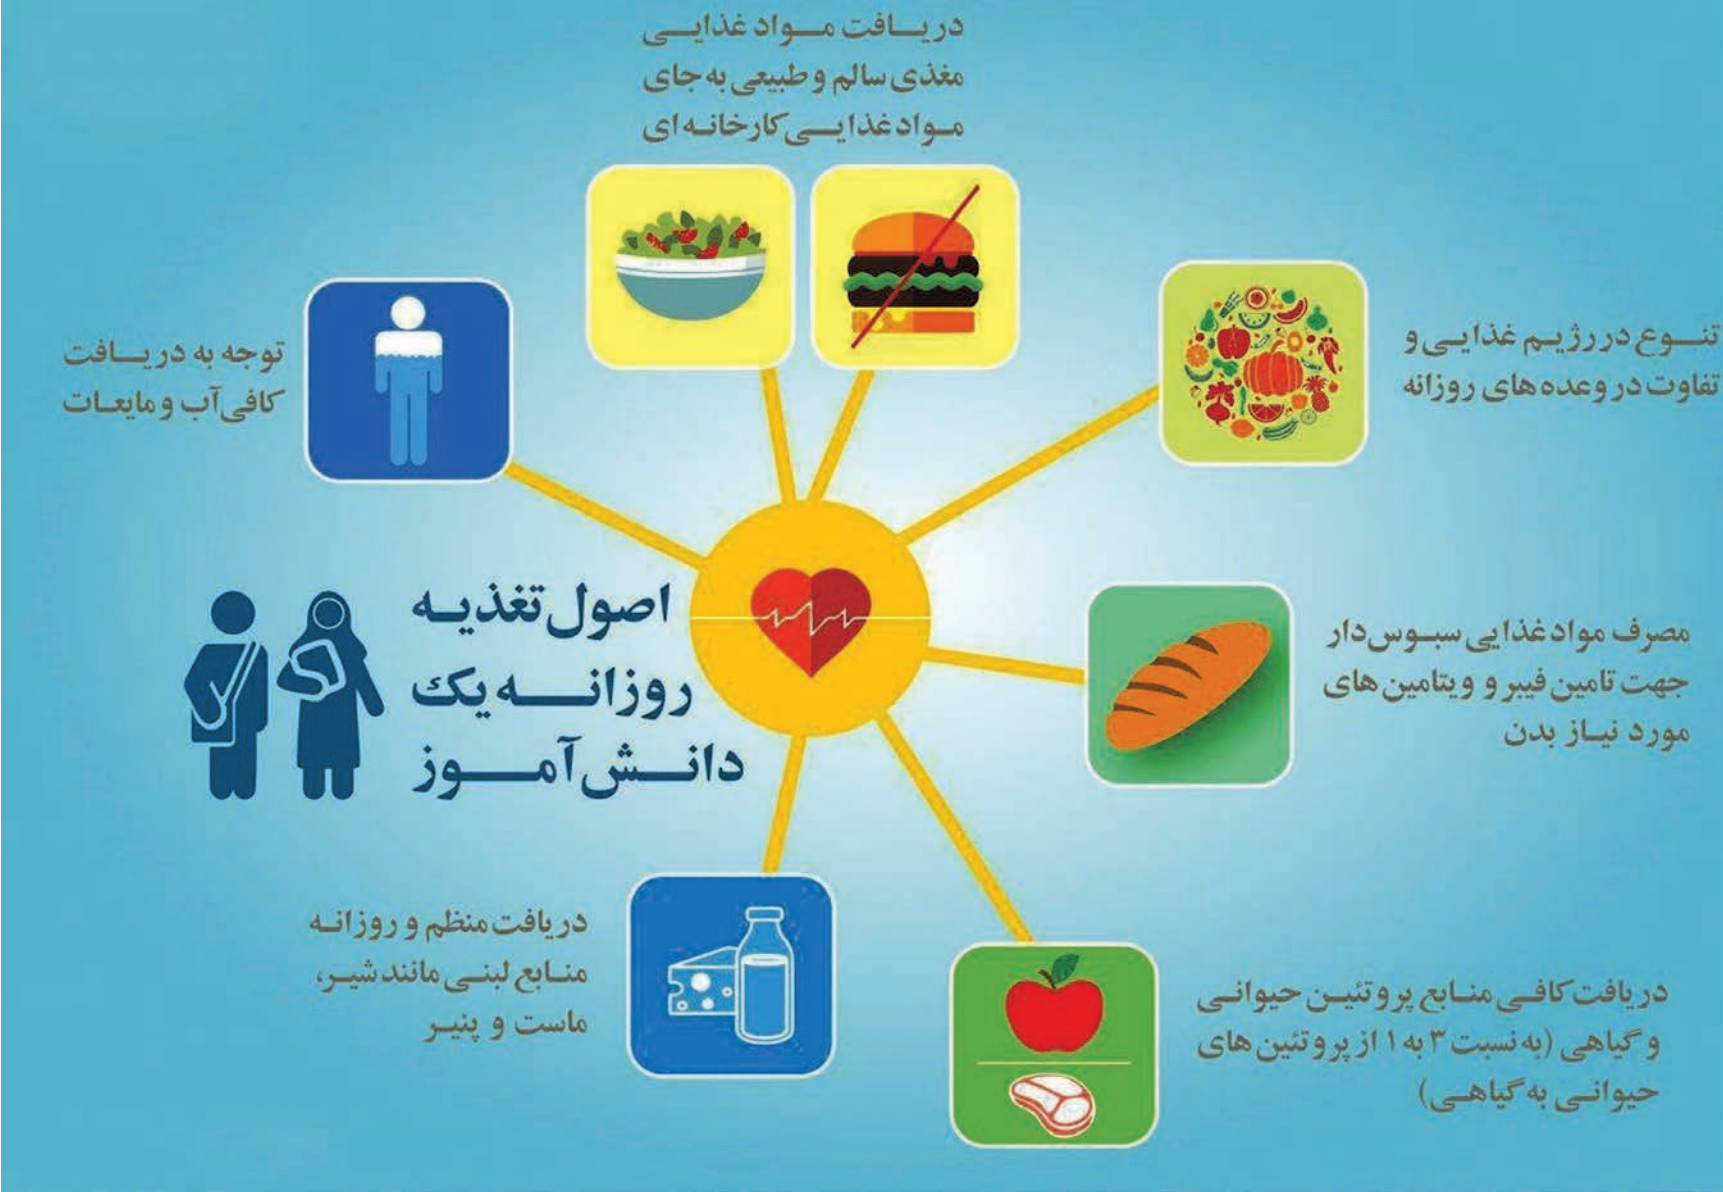 دریافت مواد غذایی
مغذی سالم و طبیعی به جای
مواد غذایی کارخانه ای
تنوع در رژیم غذایی و
تفاوت در وعده های روزانه
توجه به دریافت
کافی آب و مایعات
اصول تغذیه
روزانه یک
دانش آموز
مصرف مواد غذایی سبوس دار
جهت تامین فیبر و ویتامین های
مورد نیاز بدن
دریافت منظم و روزانه
منابع لبنی مانند شیر،
ماست و پنیر
دریافت کافی منابع پروتئین حیوانی
و گیاهی (به نسبت ۳ به ۱ از پروتئین های
حیوانی به گیاهی)